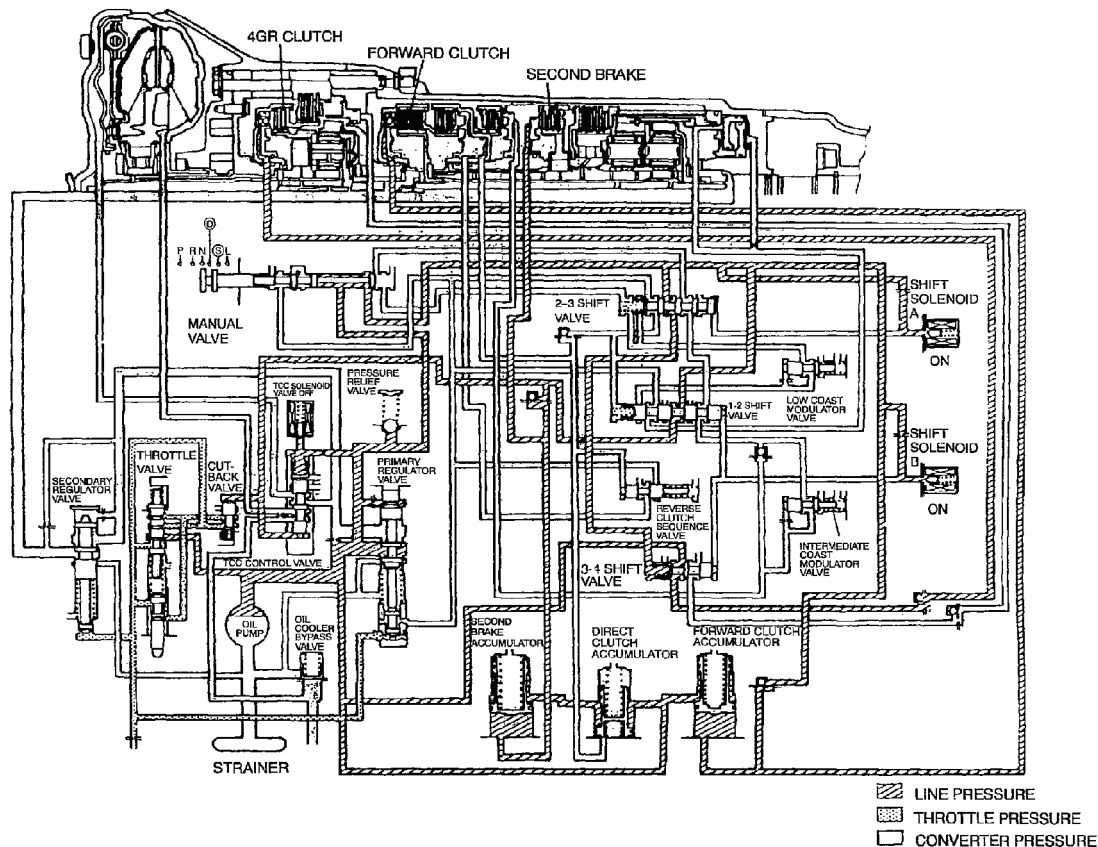 4GR CLUTCH
FORWARD CLUTCH
SECOND BRAKE
D
P R N S L
MANUAL
VALVE
2-3 SHIFT
VALVE
SHIFT
SOLENOID
A
ON
LOW COAST
MODULATOR
VALVE
1-2 SHIFT
VALVE
SHIFT
SOLENOID
B
ON
PRESSURE
RELIEF
VALVE
TCC SOLENOID
VALVE OFF
THROTTLE
VALVE
CUT-
BACK
VALVE
PRIMARY
REGULATOR
VALVE
SECONDARY
REGULATOR
VALVE
REVERSE
CLUTCH
SEQUENCE
VALVE
INTERMEDIATE
COAST
MODULATOR
VALVE
TCC CONTROL VALVE
3-4 SHIFT
VALVE
OIL
PUMP
OIL
COOLER
BYPASS
VALVE
SECOND
BRAKE
ACCUMULATOR
DIRECT
CLUTCH
ACCUMULATOR
FORWARD CLUTCH
ACCUMULATOR
STRAINER
LINE PRESSURE
THROTTLE PRESSURE
CONVERTER PRESSURE